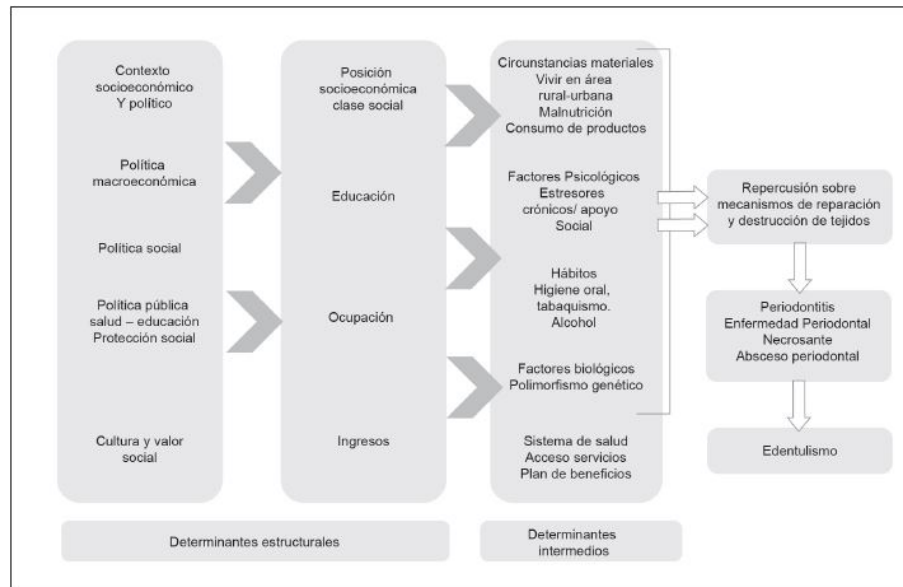 Contexto
socioeconómico
Y político
Política
macroeconómica
Política social
Política pública
salud – educación
Protección social
Cultura y valor
social
Posición
socioeconómica
clase social
Educación
Ocupación
Ingresos
Circunstancias materiales
Vivir en área
rural-urbana
Malnutrición
Consumo de productos
Factores Psicológicos
Estresores
crónicos/ apoyo
Social
Hábitos
Higiene oral,
tabaquismo.
Alcohol
Factores biológicos
Polimorfismo genético
Sistema de salud
Acceso servicios
Plan de beneficios
Repercusión sobre
mecanismos de reparación
y destrucción de tejidos
Periodontitis
Enfermedad Periodontal
Necrosante
Absceso periodontal
Edentulismo
Determinantes estructurales
Determinantes
intermedios